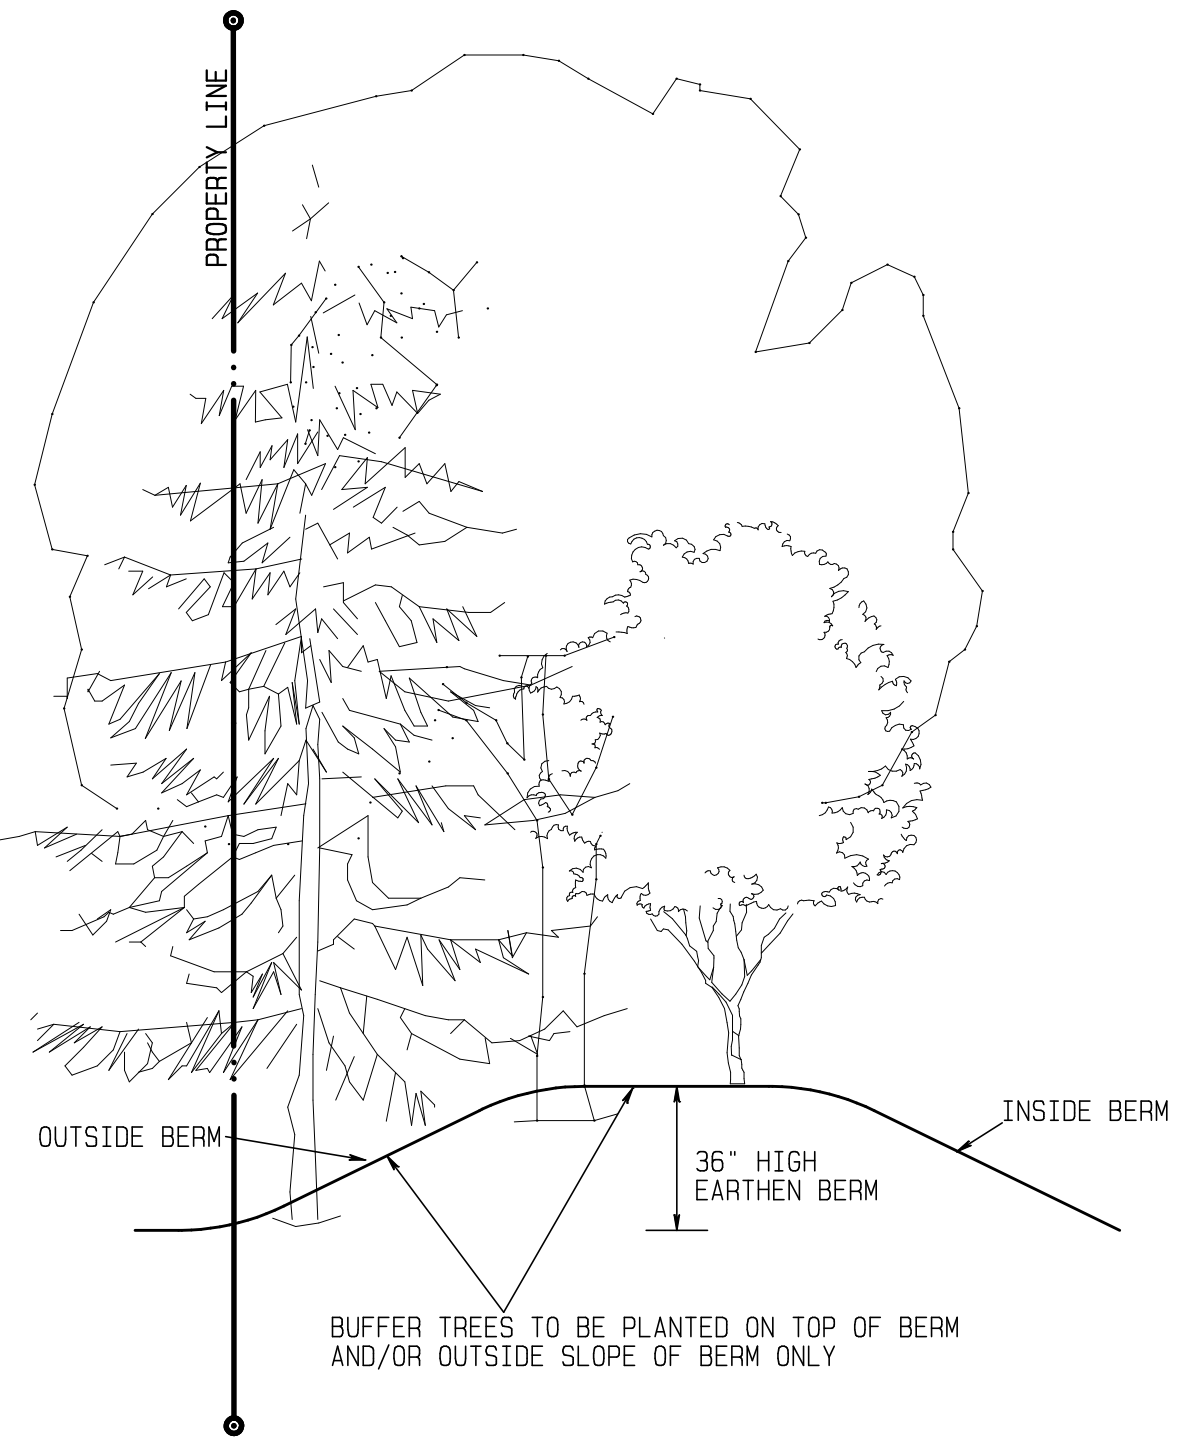 PROPERTY LINE
INSIDE BERM
OUTSIDE BERM
36" HIGH
EARTHEN BERM
BUFFER TREES TO BE PLANTED ON TOP OF BERM
AND/OR OUTSIDE SLOPE OF BERM ONLY